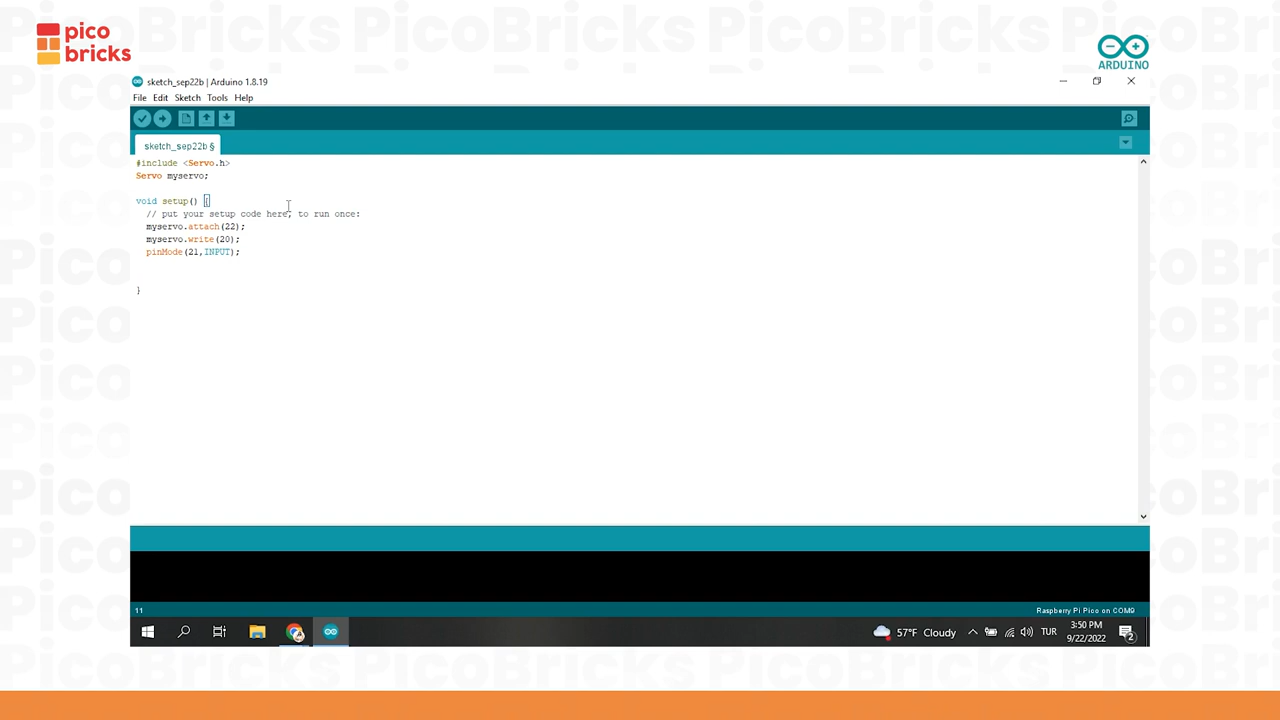 pico
bricks
ARDUINO
sketch_sep22b | Arduino 1.8.19
File Edit Sketch Tools Help
sketch_sep22b §
#include <Servo.h>
Servo myservo;
void setup() {
// put your setup code here, to run once:
myservo.attach(22);
myservo.write(20);
pinMode(21,INPUT);
}
11
Raspberry Pi Pico on COM9
57°F Cloudy
TUR
3:50 PM
9/22/2022
2